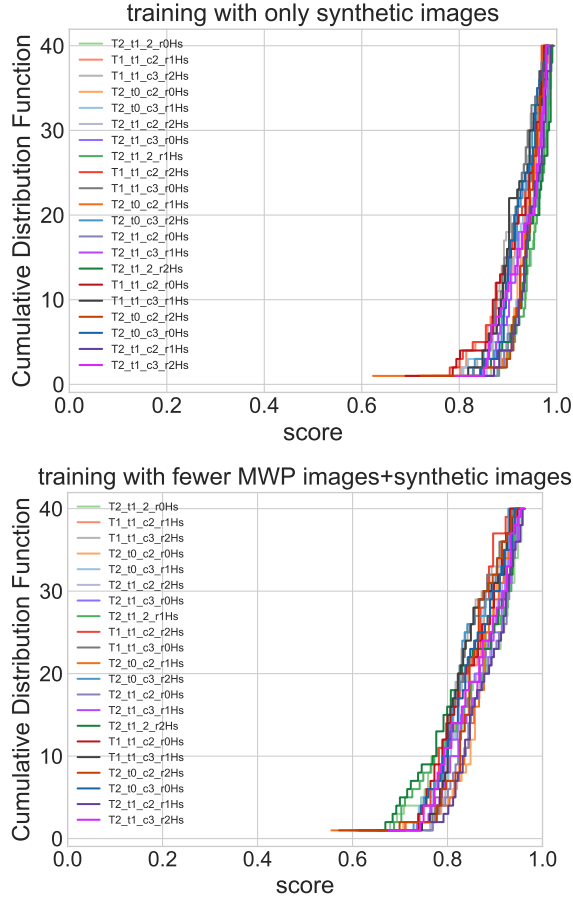 training with only synthetic images
Cumulative Distribution Function
40
30
20
10
0
T2_t1_2_r0Hs
T1_t1_c2_r1Hs
T1_t1_c3_r2Hs
T2_t0_c2_r0Hs
T2_t0_c3_r1Hs
T2_t1_c2_r2Hs
T2_t1_c3_r0Hs
T2_t1_2_r1Hs
T1_t1_c2_r2Hs
T1_t1_c3_r0Hs
T2_t0_c2_r1Hs
T2_t0_c3_r2Hs
T2_t1_c2_r0Hs
T2_t1_c3_r1Hs
T2_t1_2_r2Hs
T1_t1_c2_r0Hs
T1_t1_c3_r1Hs
T2_t0_c2_r2Hs
T2_t0_c3_r0Hs
T2_t1_c2_r1Hs
T2_t1_c3_r2Hs
0.0 0.2 0.4 0.6 0.8 1.0
score
training with fewer MWP images+synthetic images
Cumulative Distribution Function
40
30
20
10
0
T2_t1_2_r0Hs
T1_t1_c2_r1Hs
T1_t1_c3_r2Hs
T2_t0_c2_r0Hs
T2_t0_c3_r1Hs
T2_t1_c2_r2Hs
T2_t1_c3_r0Hs
T2_t1_2_r1Hs
T1_t1_c2_r2Hs
T1_t1_c3_r0Hs
T2_t0_c2_r1Hs
T2_t0_c3_r2Hs
T2_t1_c2_r0Hs
T2_t1_c3_r1Hs
T2_t1_2_r2Hs
T1_t1_c2_r0Hs
T1_t1_c3_r1Hs
T2_t0_c2_r2Hs
T2_t0_c3_r0Hs
T2_t1_c2_r1Hs
T2_t1_c3_r2Hs
0.0 0.2 0.4 0.6 0.8 1.0
score